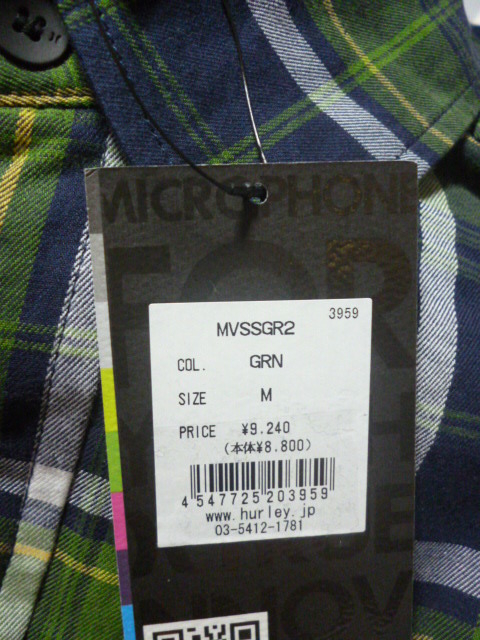 MICROPHONE
FOR
3959
MVSSGR2
COL. GRN
SIZE M
PRICE ¥9.240
(本体¥8.800)
4 547725 203959
www.hurley.jp
03-5412-1781